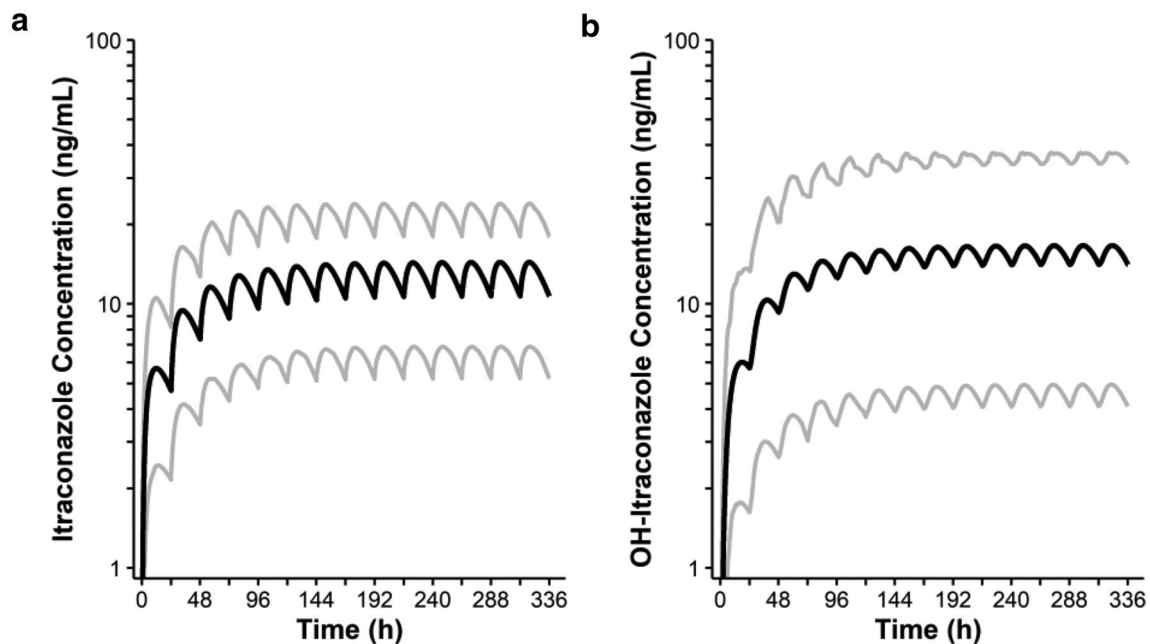 a
100
10
1
Itraconazole Concentration (ng/mL)
0 48 96 144 192 240 288 336
Time (h)
b
100
10
1
OH-Itraconazole Concentration (ng/mL)
0 48 96 144 192 240 288 336
Time (h)